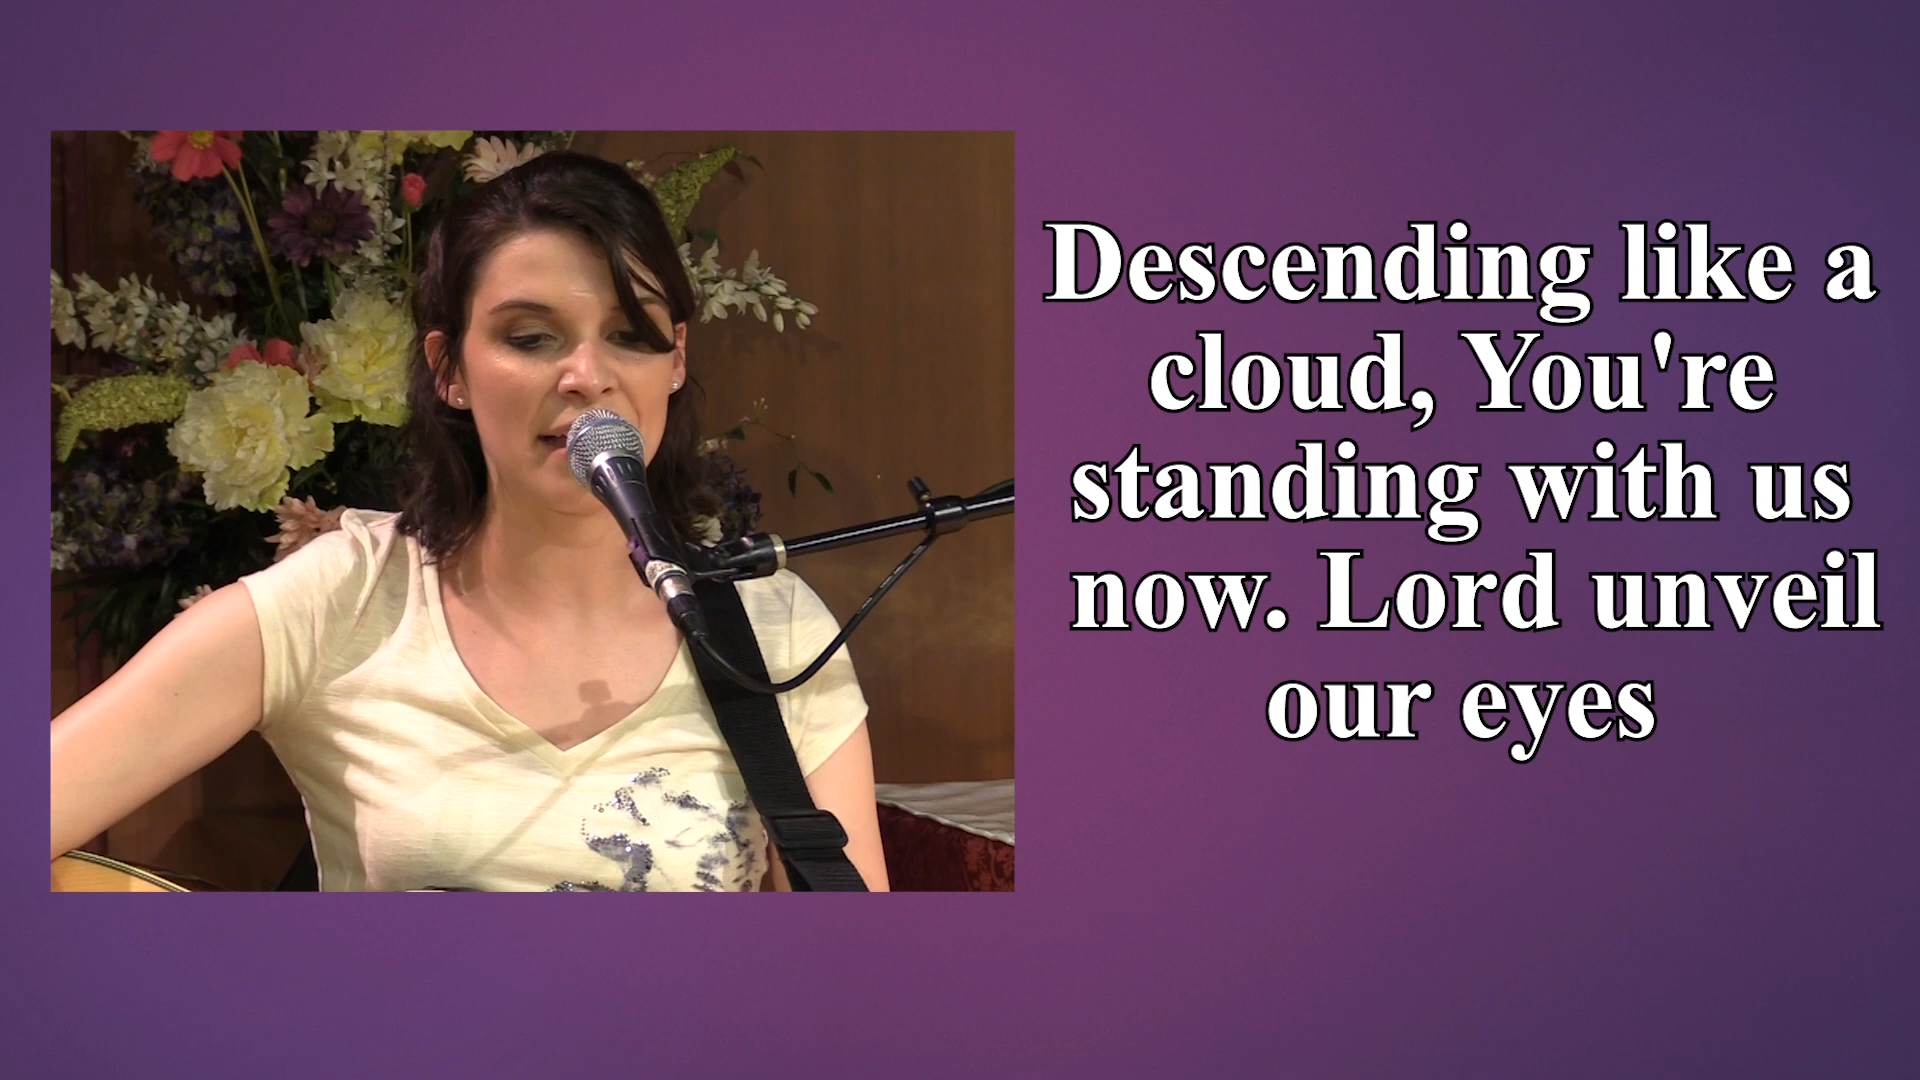 Descending like a
cloud, You're
standing with us
now. Lord unveil
our eyes